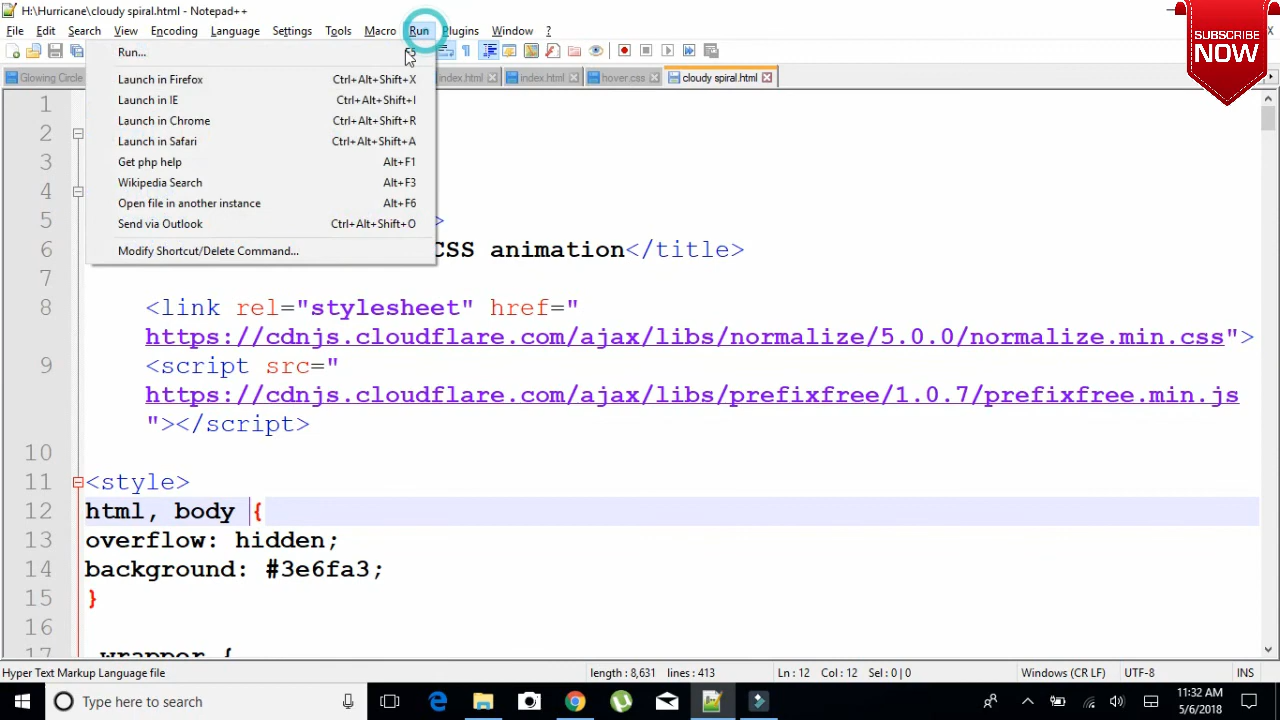 H:\Hurricane\cloudy spiral.html - Notepad++
SUBSCRIBE
NOW
File Edit Search View Encoding Language Settings Tools Macro Run Plugins Window ?
Run...
Glowing Circle index.html index.html hover.css cloudy spiral.html
Launch in Firefox Ctrl+Alt+Shift+X
Launch in IE Ctrl+Alt+Shift+I
Launch in Chrome Ctrl+Alt+Shift+R
Launch in Safari Ctrl+Alt+Shift+A
Get php help Alt+F1
Wikipedia Search Alt+F3
Open file in another instance Alt+F6
Send via Outlook Ctrl+Alt+Shift+O
Modify Shortcut/Delete Command...
1
2
3
4
5 >
6 CSS animation</title>
7
8 <link rel="stylesheet" href="
https://cdnjs.cloudflare.com/ajax/libs/normalize/5.0.0/normalize.min.css">
9 <script src="
https://cdnjs.cloudflare.com/ajax/libs/prefixfree/1.0.7/prefixfree.min.js
"></script>
10
11 <style>
12 html, body {
13 overflow: hidden;
14 background: #3e6fa3;
15 }
16
17 .wrapper {
Hyper Text Markup Language file length : 8,631 lines : 413 Ln : 12 Col : 12 Sel : 0 | 0 Windows (CR LF) UTF-8 INS
Type here to search
11:32 AM
5/6/2018